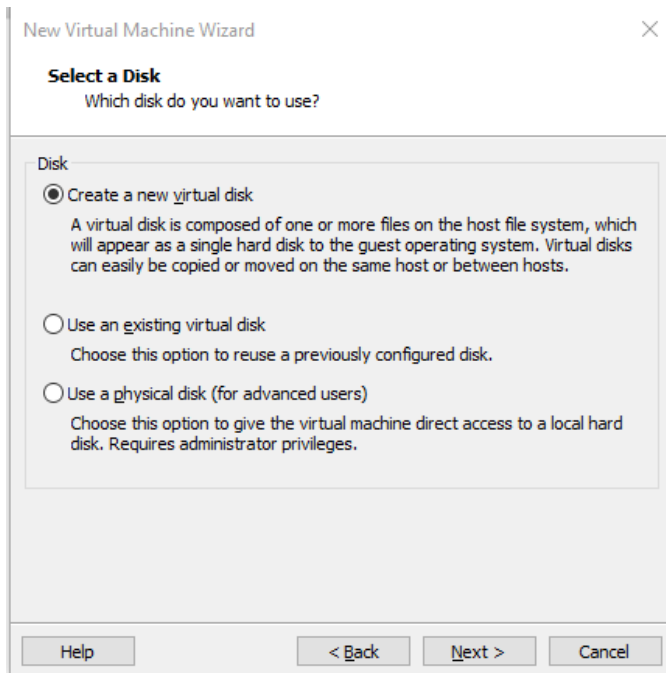 New Virtual Machine Wizard
Select a Disk
Which disk do you want to use?
Disk
Create a new virtual disk
A virtual disk is composed of one or more files on the host file system, which
will appear as a single hard disk to the guest operating system. Virtual disks
can easily be copied or moved on the same host or between hosts.
Use an existing virtual disk
Choose this option to reuse a previously configured disk.
Use a physical disk (for advanced users)
Choose this option to give the virtual machine direct access to a local hard
disk. Requires administrator privileges.
Help
< Back
Next >
Cancel